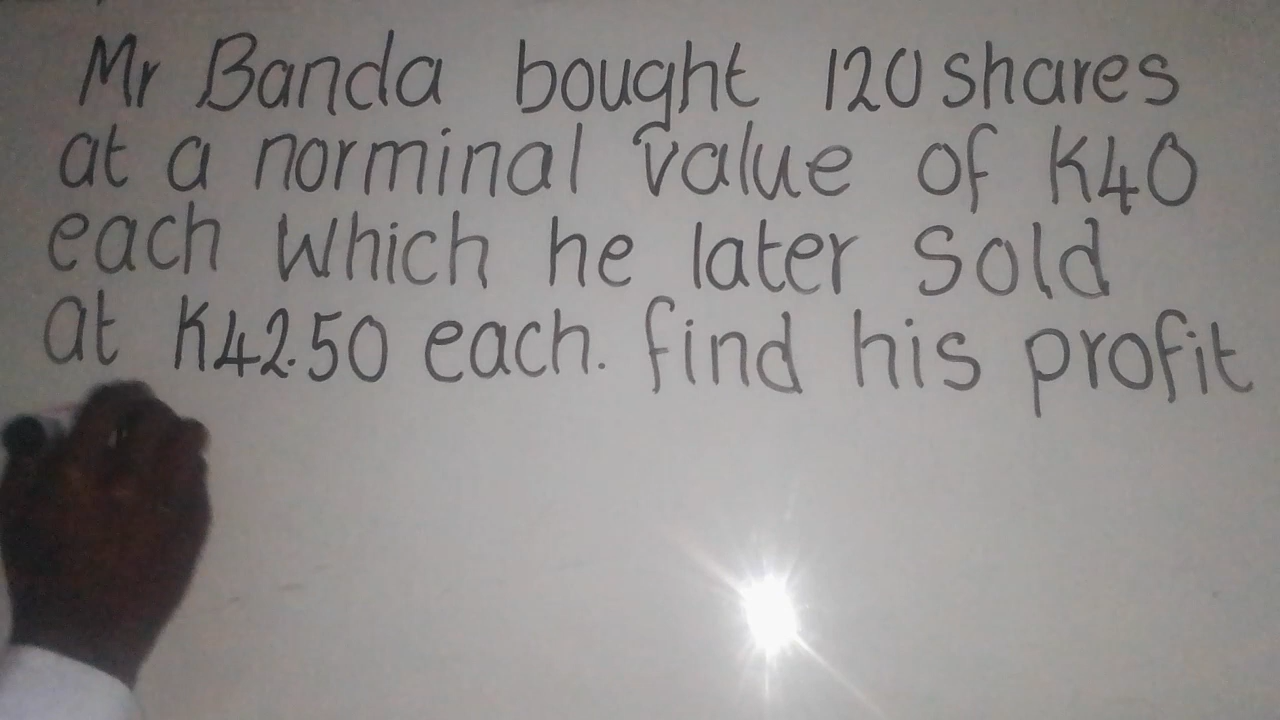 Mr Banda bought 120 shares
at a norminal value of K40
each which he later sold
at K42.50 each. find his profit